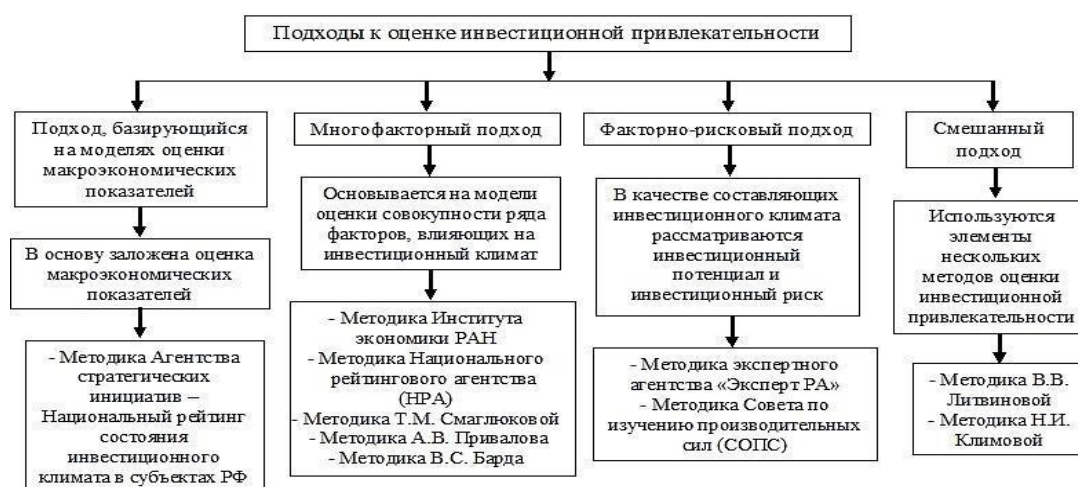 Подходы к оценке инвестиционной привлекательности
Подход, базирующийся
на моделях оценки
макроэкономических
показателей
В основу заложена оценка
макроэкономических
показателей
- Методика Агентства
стратегических
инициатив –
Национальный рейтинг
состояния
инвестиционного
климата в субъектах РФ
Многофакторный подход
Основывается на модели
оценки совокупности ряда
факторов, влияющих на
инвестиционный климат
- Методика Института
экономики РАН
- Методика Национального
рейтингового агентства
(НРА)
- Методика Т.М. Смаглюковой
- Методика А.В. Привалова
- Методика В.С. Барда
Факторно-рисковый подход
В качестве составляющих
инвестиционного климата
рассматриваются
инвестиционный
потенциал и
инвестиционный риск
- Методика экспертного
агентства «Эксперт РА»
- Методика Совета по
изучению производительных
сил (СОПС)
Смешанный
подход
Используются
элементы
нескольких
методов оценки
инвестиционной
привлекательности
- Методика В.В.
Литвиновой
- Методика Н.И.
Климовой